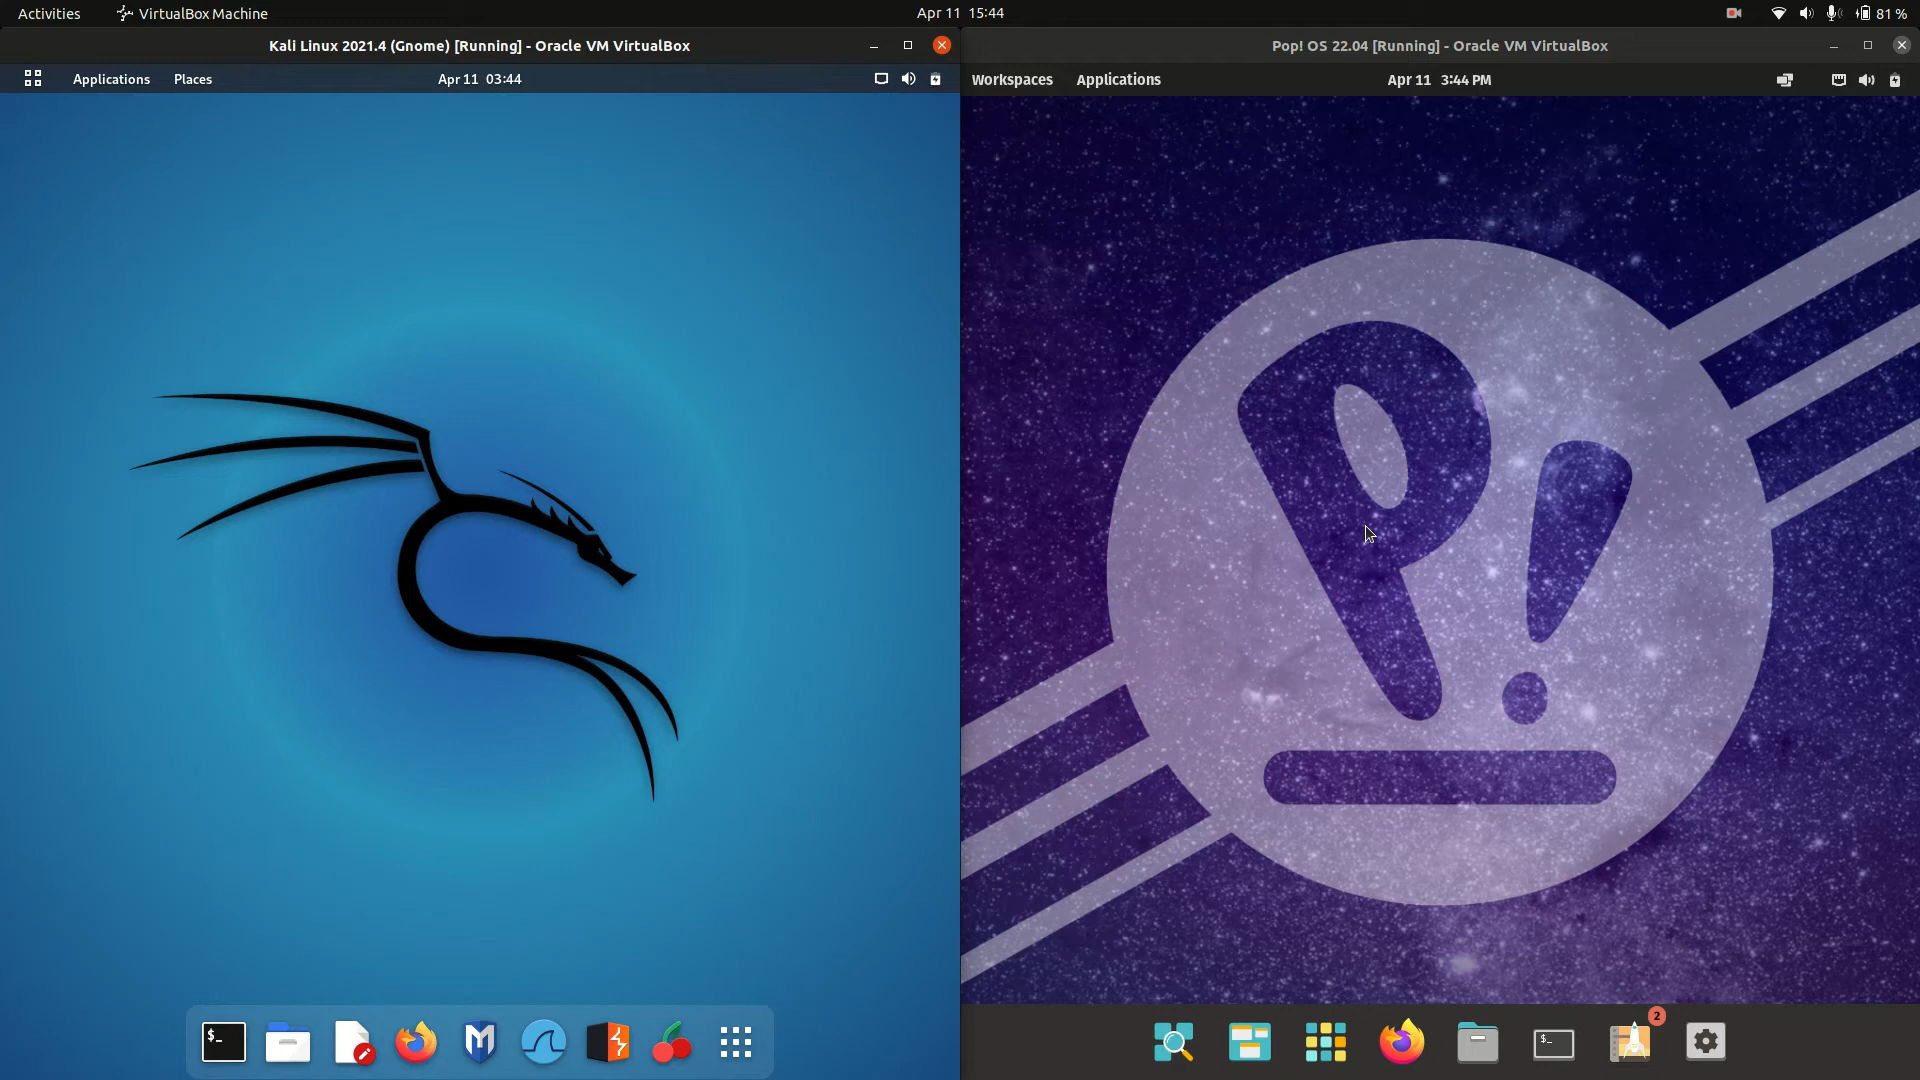 Activities VirtualBox Machine Apr 11 15:44 81 %
Kali Linux 2021.4 (Gnome) [Running] - Oracle VM VirtualBox
Pop! OS 22.04 [Running] - Oracle VM VirtualBox
Applications Places Apr 11 03:44
Workspaces Applications Apr 11 3:44 PM
P!
$_
M
$_
2